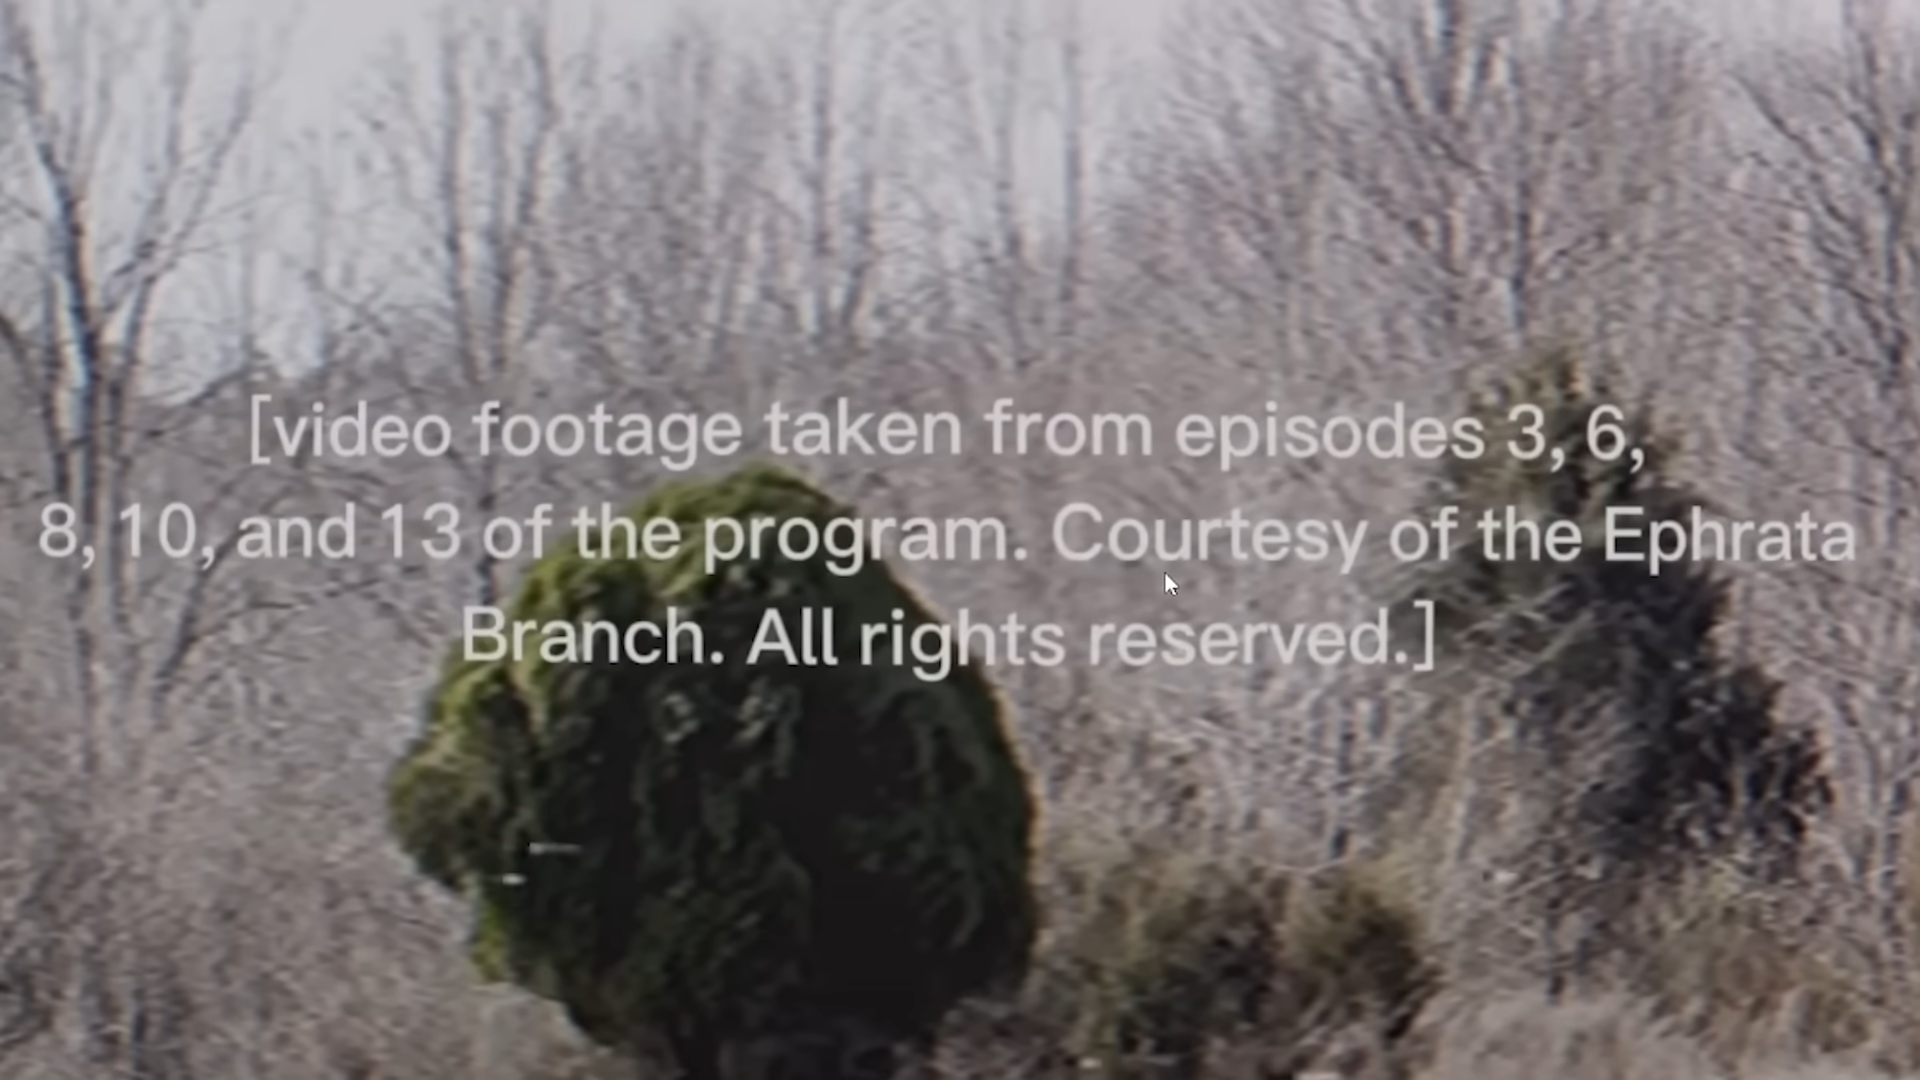 [video footage taken from episodes 3, 6,
8, 10, and 13 of the program. Courtesy of the Ephrata
Branch. All rights reserved.]